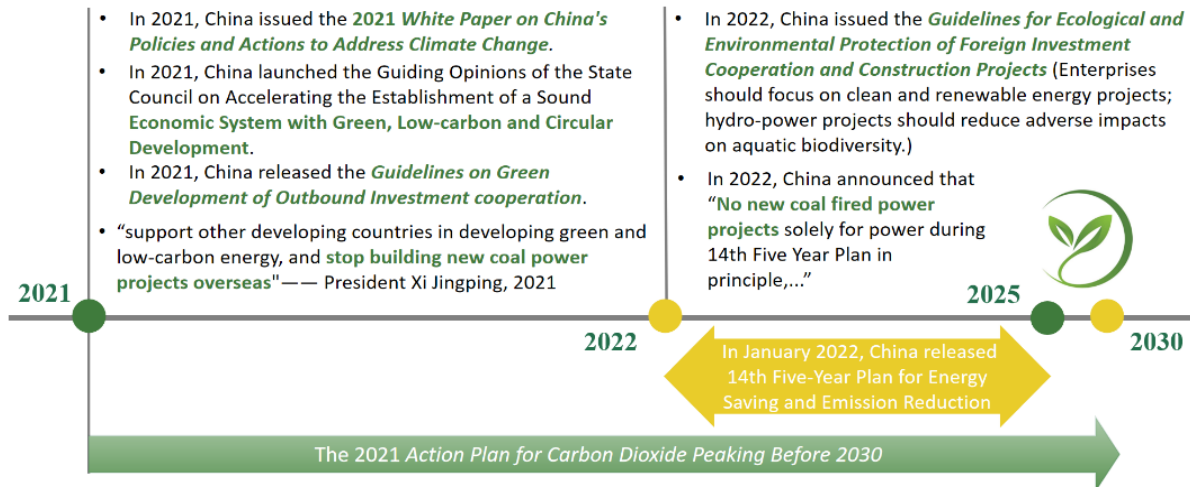 • In 2021, China issued the 2021 White Paper on China's
Policies and Actions to Address Climate Change.
• In 2021, China launched the Guiding Opinions of the State
Council on Accelerating the Establishment of a Sound
Economic System with Green, Low-carbon and Circular
Development.
• In 2021, China released the Guidelines on Green
Development of Outbound Investment cooperation.
• “support other developing countries in developing green and
low-carbon energy, and stop building new coal power
projects overseas"—— President Xi Jingping, 2021
• In 2022, China issued the Guidelines for Ecological and
Environmental Protection of Foreign Investment
Cooperation and Construction Projects (Enterprises
should focus on clean and renewable energy projects;
hydro-power projects should reduce adverse impacts
on aquatic biodiversity.)
• In 2022, China announced that
“No new coal fired power
projects solely for power during
14th Five Year Plan in
principle,...”
2021
2022
2025
2030
In January 2022, China released
14th Five-Year Plan for Energy
Saving and Emission Reduction
The 2021 Action Plan for Carbon Dioxide Peaking Before 2030